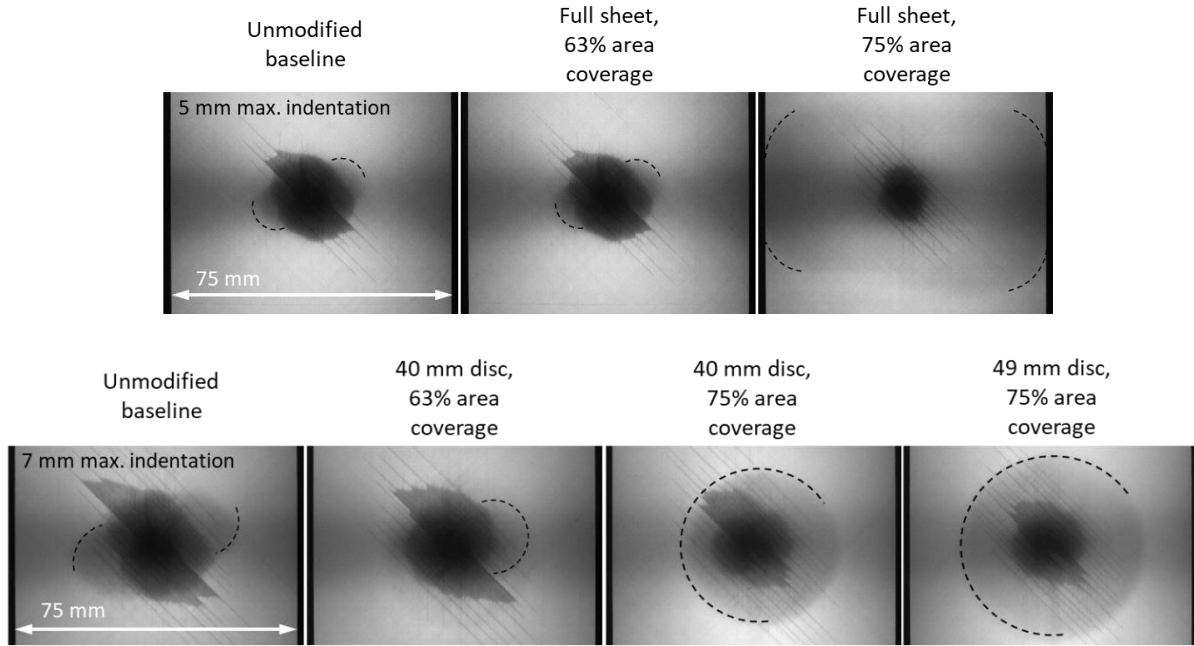 Unmodified
baseline
Full sheet,
63% area
coverage
Full sheet,
75% area
coverage
5 mm max. indentation
75 mm
Unmodified
baseline
40 mm disc,
63% area
coverage
40 mm disc,
75% area
coverage
49 mm disc,
75% area
coverage
7 mm max. indentation
75 mm